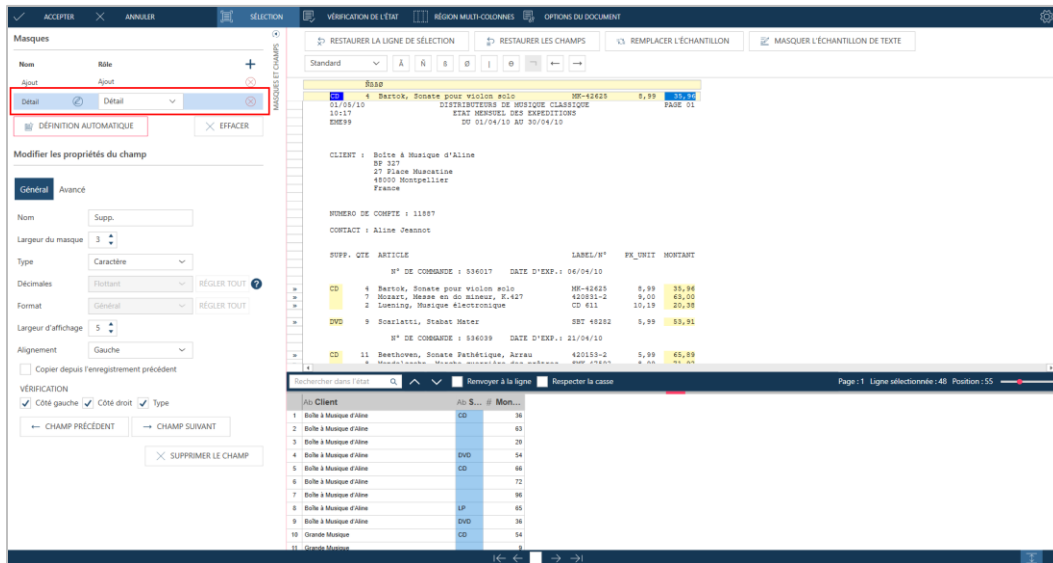 ACCEPTER ANNULER SÉLECTION VÉRIFICATION DE L'ÉTAT RÉGION MULTI-COLONNES OPTIONS DU DOCUMENT
Masques
Nom Rôle
Ajout Ajout
Détail Détail
DÉFINITION AUTOMATIQUE EFFACER
Modifier les propriétés du champ
Général Avancé
Nom Supp.
Largeur du masque 3
Type Caractère
Décimales Flottant RÉGLER TOUT
Format Général RÉGLER TOUT
Largeur d'affichage 5
Alignement Gauche
Copier depuis l'enregistrement précédent
VÉRIFICATION
Côté gauche Côté droit Type
← CHAMP PRÉCÉDENT → CHAMP SUIVANT
SUPPRIMER LE CHAMP
MASQUES ET CHAMPS
RESTAURER LA LIGNE DE SÉLECTION RESTAURER LES CHAMPS REMPLACER L'ÉCHANTILLON MASQUER L'ÉCHANTILLON DE TEXTE
Standard Ä Ñ ß Ø | ⊖ ¬ ← →
CD 4 Bartok, Sonate pour violon solo MK-42625 8,99 35,96
01/05/10 DISTRIBUTEURS DE MUSIQUE CLASSIQUE PAGE 01
10:17 ETAT MENSUEL DES EXPEDITIONS
EME99 DU 01/04/10 AU 30/04/10
CLIENT : Boîte à Musique d'Aline
BP 327
27 Place Muscatine
48000 Montpellier
France
NUMERO DE COMPTE : 11887
CONTACT : Aline Jeannot
SUPP. QTE ARTICLE LABEL/N° PX_UNIT MONTANT
N° DE COMMANDE : 536017 DATE D'EXP.: 06/04/10
CD 4 Bartok, Sonate pour violon solo MK-42625 8,99 35,96
7 Mozart, Messe en do mineur, K.427 420831-2 9,00 63,00
2 Luening, Musique électronique CD 611 10,19 20,38
DVD 9 Scarlatti, Stabat Mater SBT 48282 5,99 53,91
N° DE COMMANDE : 536039 DATE D'EXP.: 21/04/10
CD 11 Beethoven, Sonate Pathétique, Arrau 420153-2 5,99 65,89
Rechercher dans l'état Renvoyer à la ligne Respecter la casse Page : 1 Ligne sélectionnée : 48 Position : 55
Ab Client Ab S... # Mon...
1 Boîte à Musique d'Aline CD 36
2 Boîte à Musique d'Aline 63
3 Boîte à Musique d'Aline 20
4 Boîte à Musique d'Aline DVD 54
5 Boîte à Musique d'Aline CD 66
6 Boîte à Musique d'Aline 72
7 Boîte à Musique d'Aline 96
8 Boîte à Musique d'Aline LP 65
9 Boîte à Musique d'Aline DVD 36
10 Grande Musique CD 54
11 Grande Musique 9